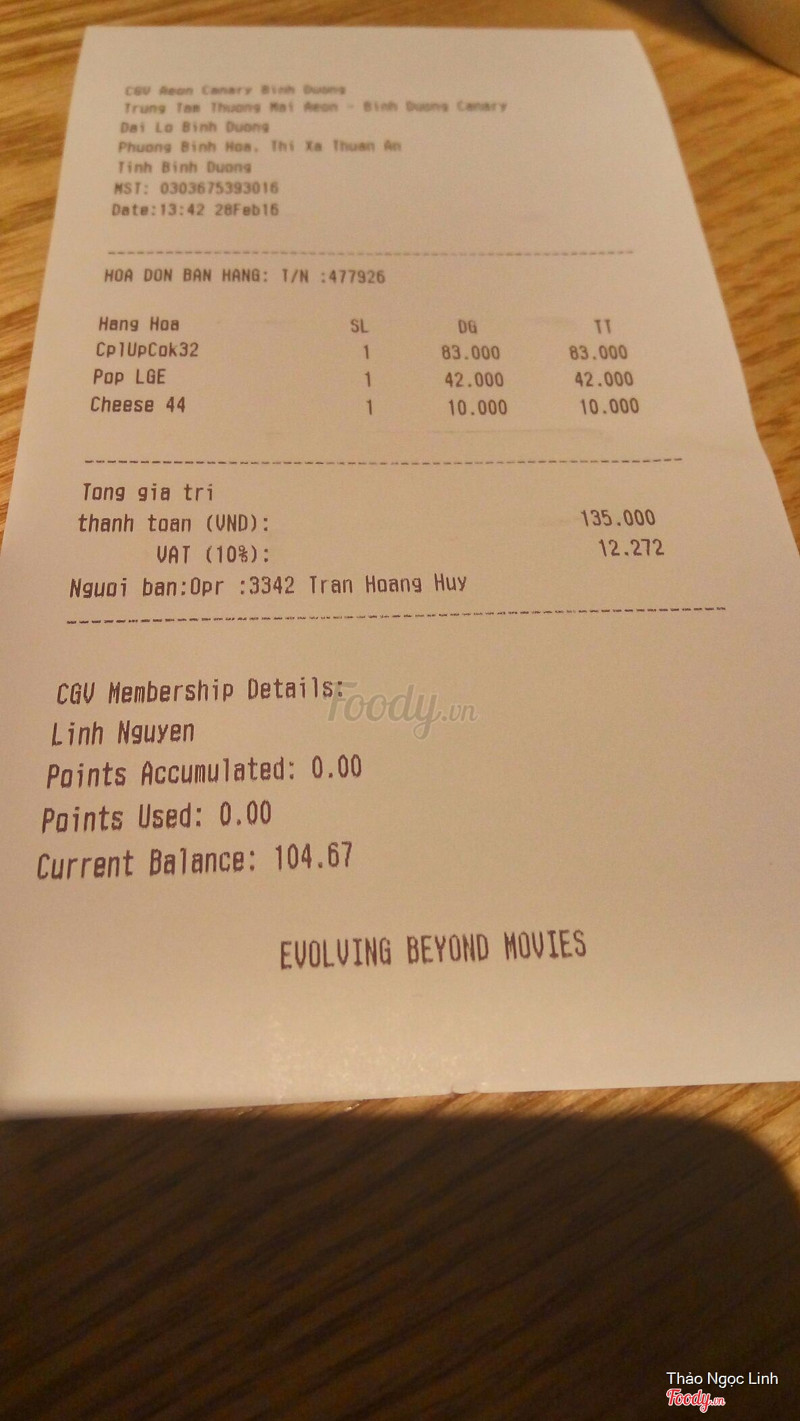 CGV Aeon Canary Binh Duong
Trung Tam Thuong Mai Aeon - Binh Duong Canary
Dai Lo Binh Duong
Phuong Binh Hoa, Thi Xa Thuan An
Tinh Binh Duong
MST: 0303675393016
Date:13:42 28Feb16
HOA DON BAN HANG: T/N :477926
Hang Hoa SL DG TT
CplUpCok32 1 83.000 83.000
Pop LGE 1 42.000 42.000
Cheese 44 1 10.000 10.000
Tong gia tri
thanh toan (VND): 135.000
VAT (10%): 12.272
Nguoi ban:Opr :3342 Tran Hoang Huy
CGV Membership Details:
Foody.vn
Linh Nguyen
Points Accumulated: 0.00
Points Used: 0.00
Current Balance: 104.67
EVOLVING BEYOND MOVIES
Thảo Ngọc Linh
Foody.vn